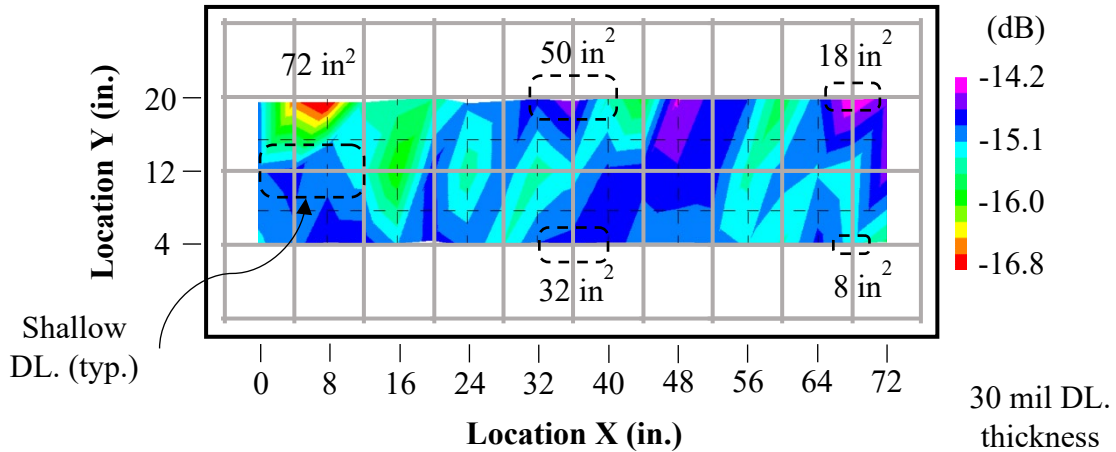 (dB)
72 in²
50 in²
18 in²
-14.2
-15.1
-16.0
-16.8
Location Y (in.)
20
12
4
32 in²
8 in²
Shallow
DL. (typ.)
0 8 16 24 32 40 48 56 64 72
Location X (in.)
30 mil DL.
thickness